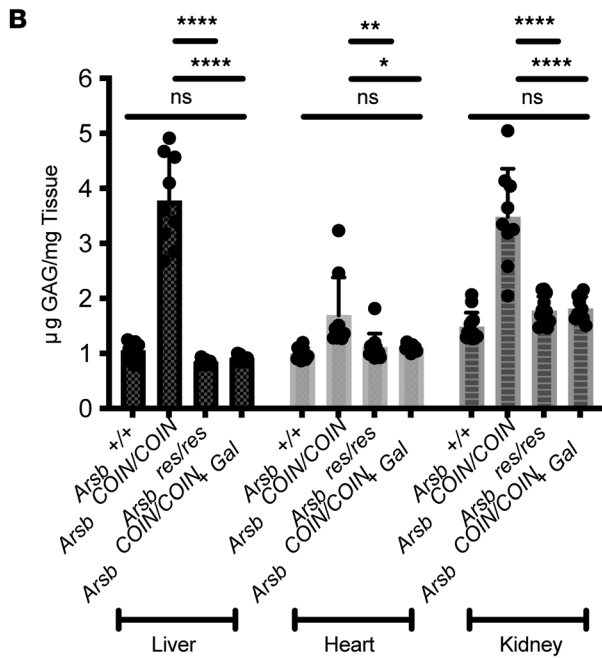 B
**** ** ****
**** * ****
ns ns ns
6
5
4
3
2
1
0
µg GAG/mg Tissue
Arsb +/+
Arsb COIN/COIN
Arsb res/res
Arsb COIN/COIN+ Gal
Arsb +/+
Arsb COIN/COIN
Arsb res/res
Arsb COIN/COIN+ Gal
Arsb +/+
Arsb COIN/COIN
Arsb res/res
Arsb COIN/COIN+ Gal
Liver Heart Kidney